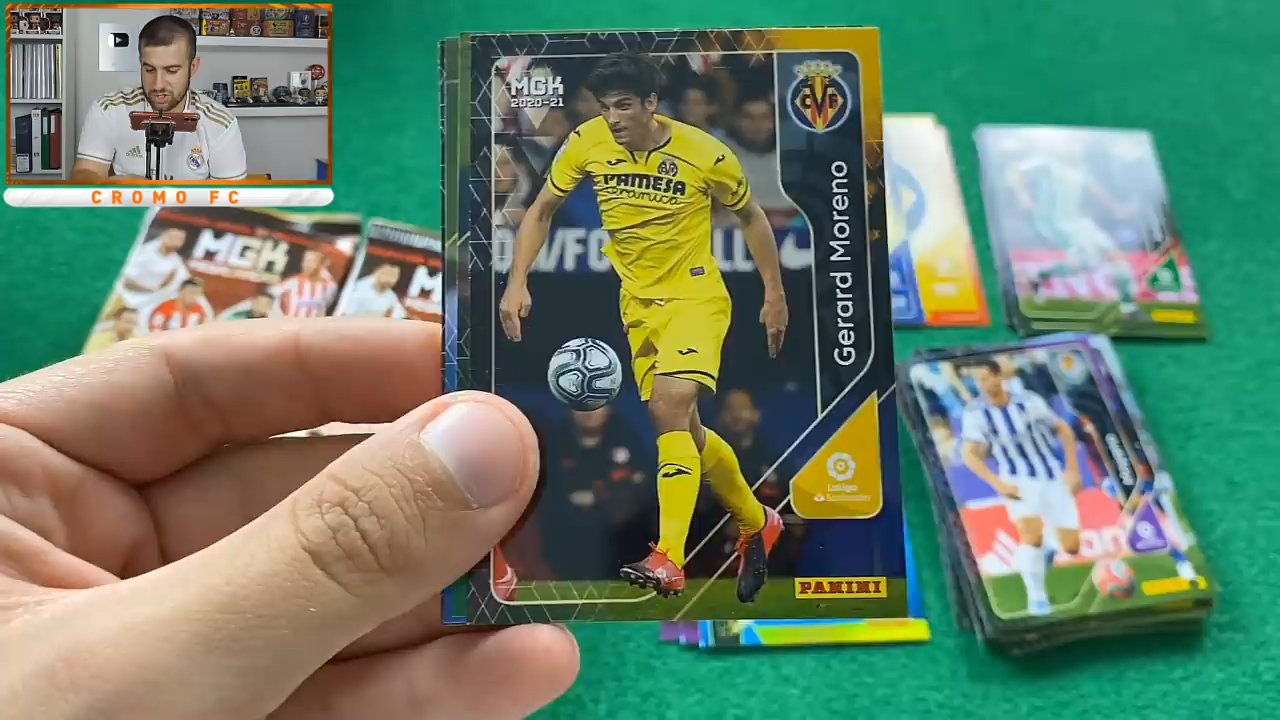 CROMO FC
MGK
MGK
2020-21
CVF
Gerard Moreno
PAMESA
Cerámica
LaLiga
Santander
PANINI